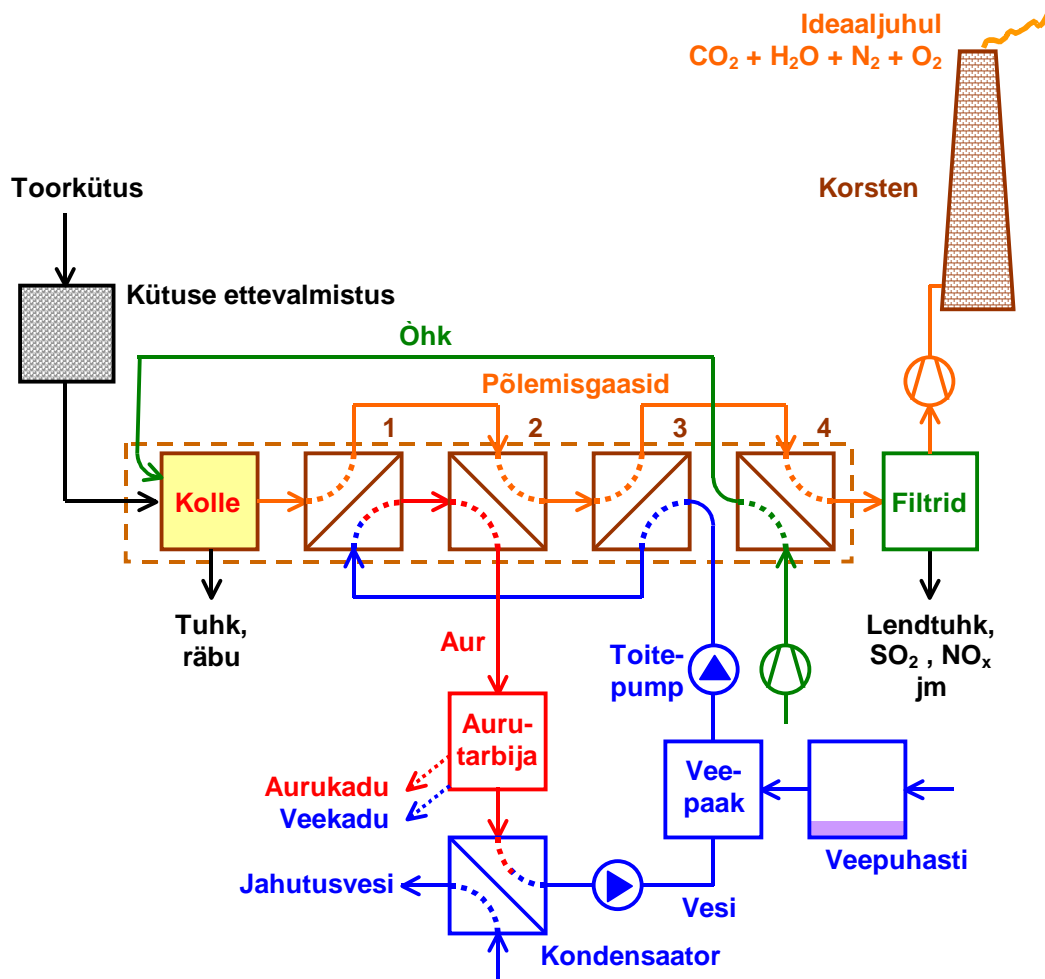 Ideaaljuhul
CO₂ + H₂O + N₂ + O₂
Toorkütus
Korsten
Kütuse ettevalmistus
Òhk
Põlemisgaasid
1
2
3
4
Kolle
Filtrid
Tuhk,
räbu
Aur
Toite-
pump
Lendtuhk,
SO₂ , NOₓ
jm
Auru-
tarbija
Vee-
paak
Aurukadu
Veekadu
Veepuhasti
Jahutusvesi
Vesi
Kondensaator